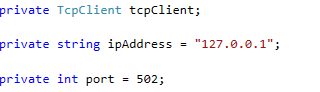 private TcpClient tcpClient;
private string ipAddress = "127.0.0.1";
private int port = 502;